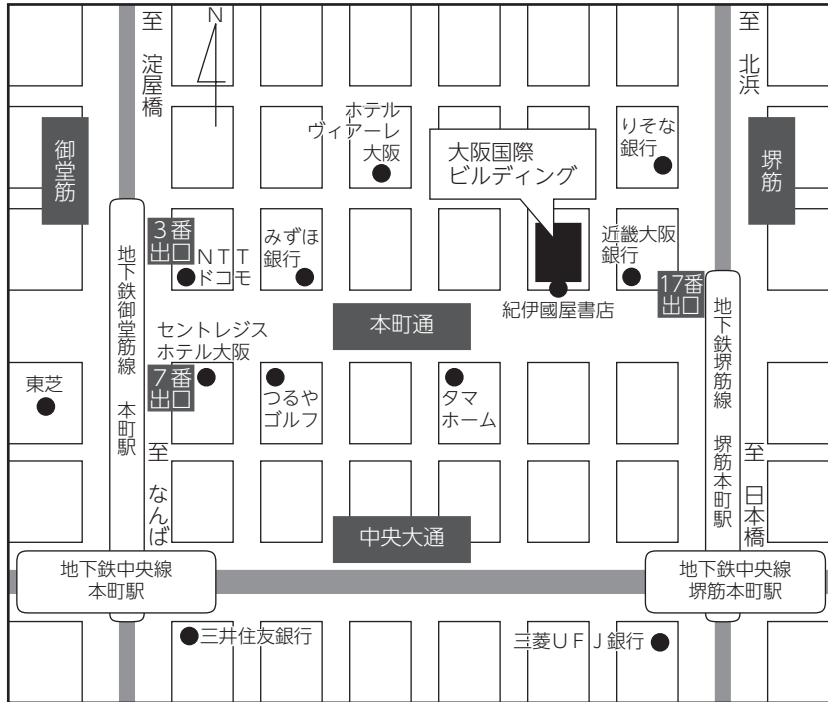 至 淀屋橋
N
至 北浜
ホテル
ヴィアーレ
大阪
大阪国際
ビルディング
りそな
銀行
御堂筋
堺筋
3番
出口
NTT
ドコモ
みずほ
銀行
近畿大阪
銀行
17番
出口
紀伊國屋書店
本町通
地下鉄御堂筋線 本町駅
地下鉄堺筋線 堺筋本町駅
セントレジス
ホテル大阪
7番
出口
東芝
つるや
ゴルフ
タマ
ホーム
至 なんば
至 日本橋
中央大通
地下鉄中央線
本町駅
地下鉄中央線
堺筋本町駅
三井住友銀行
三菱UFJ銀行